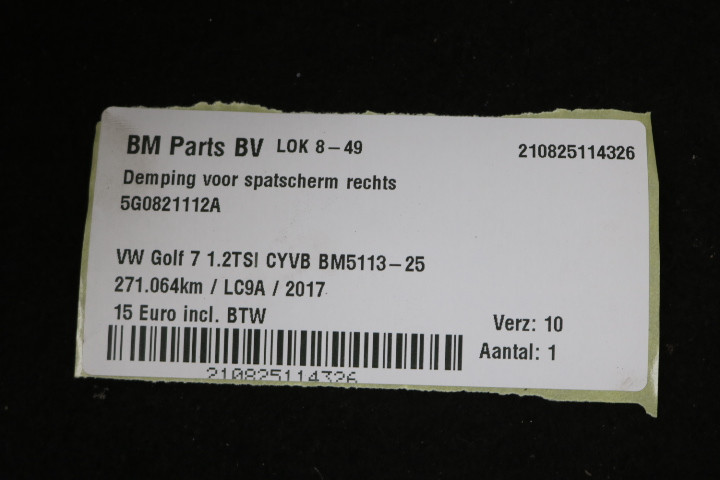 BM Parts BV LOK 8-49 210825114326
Demping voor spatscherm rechts
5G0821112A
VW Golf 7 1.2TSI CYVB BM5113-25
271.064km / LC9A / 2017
15 Euro incl. BTW
Verz: 10
Aantal: 1
210825114326